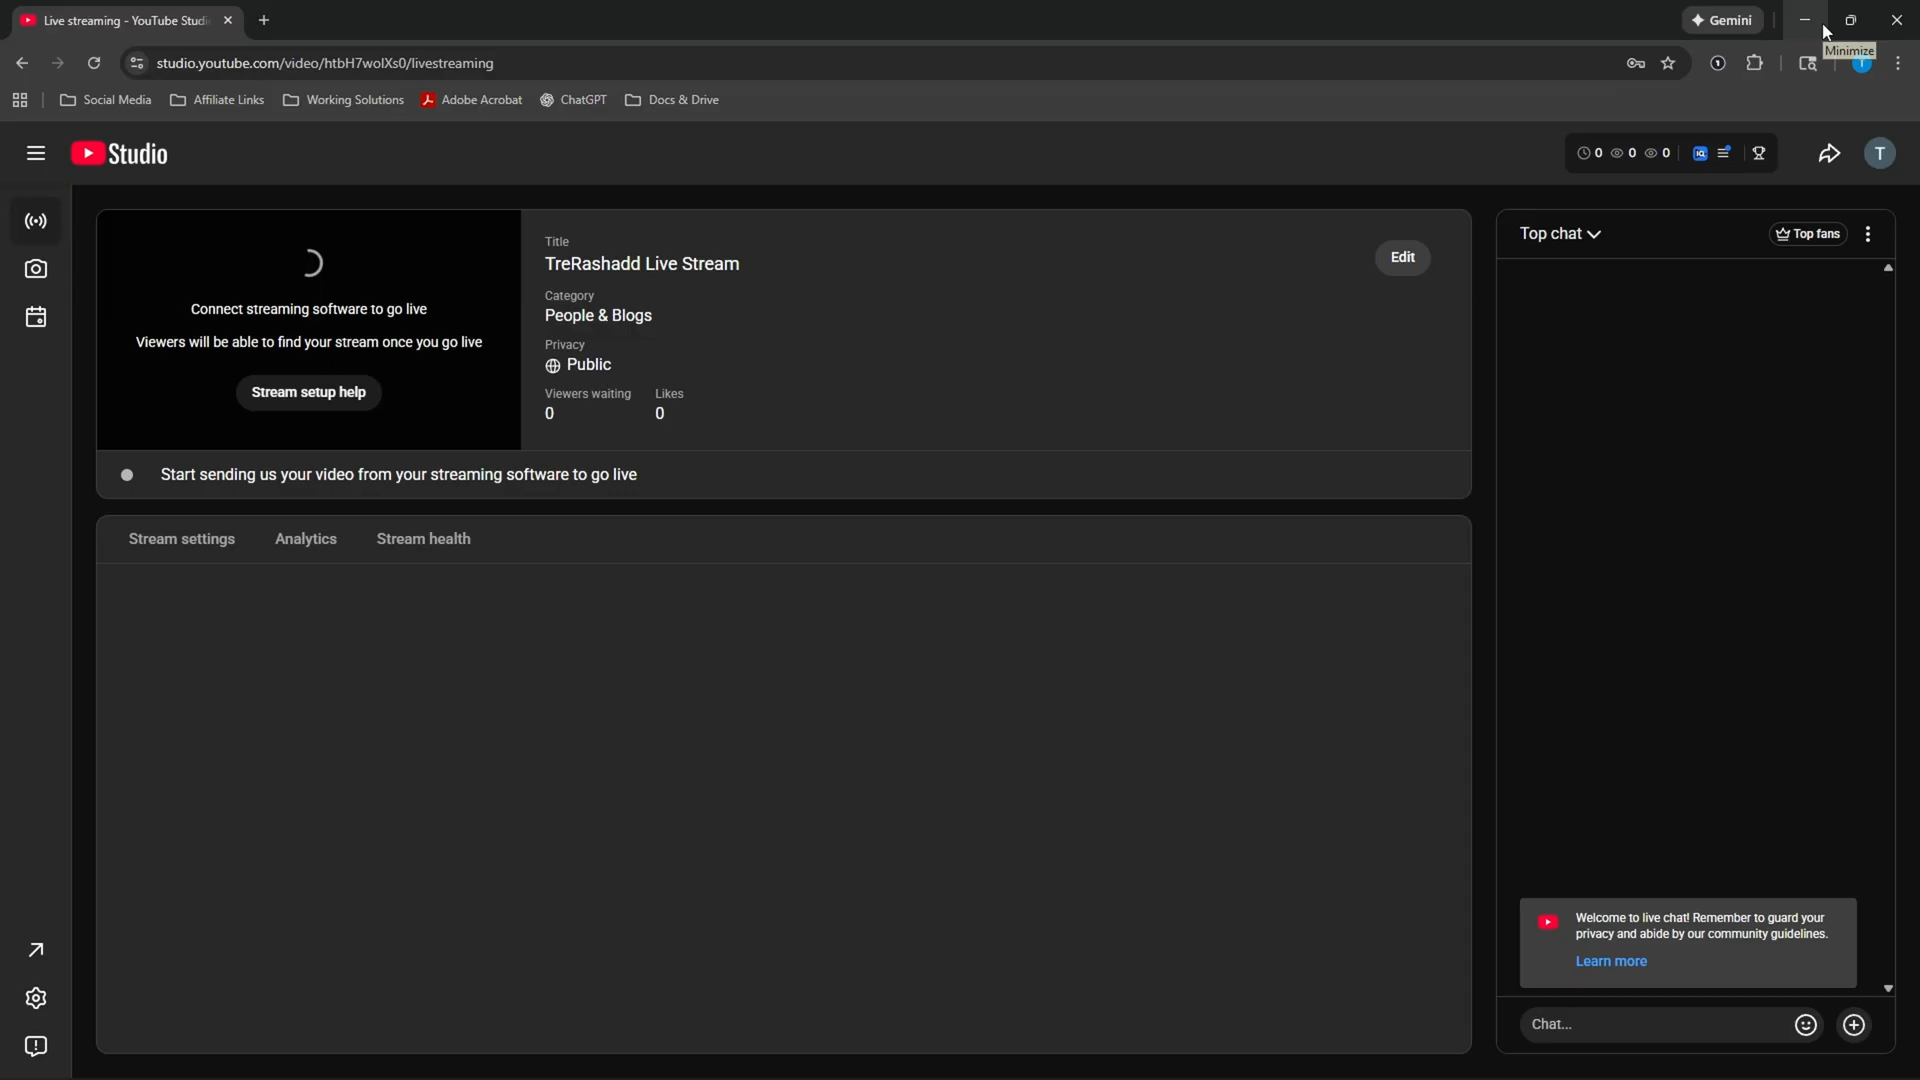 Live streaming - YouTube Studi
Gemini
Minimize
studio.youtube.com/video/htbH7wolXs0/livestreaming
Social Media
Affiliate Links
Working Solutions
Adobe Acrobat
ChatGPT
Docs & Drive
Studio
0 0 0
T
Connect streaming software to go live
Viewers will be able to find your stream once you go live
Stream setup help
Title
TreRashadd Live Stream
Edit
Category
People & Blogs
Privacy
Public
Viewers waiting Likes
0 0
Start sending us your video from your streaming software to go live
Stream settings Analytics Stream health
Top chat
Top fans
Welcome to live chat! Remember to guard your
privacy and abide by our community guidelines.
Learn more
Chat...